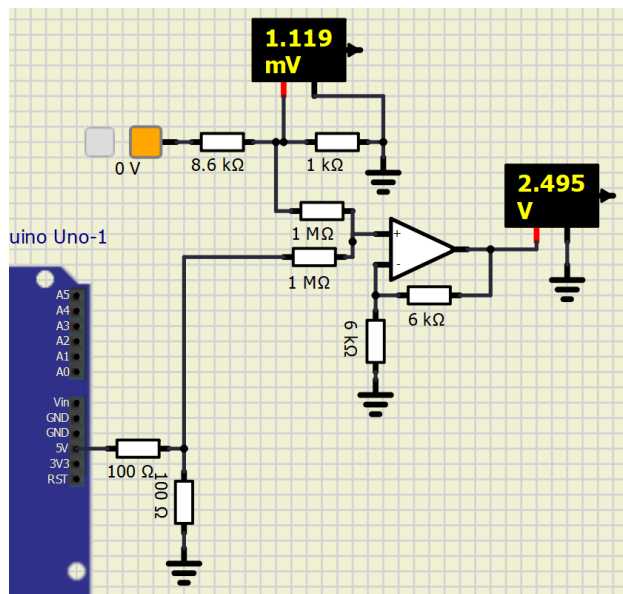 1.119
mV
0 V
8.6 kΩ
1 kΩ
2.495
V
uino Uno-1
1 MΩ
+
1 MΩ
-
A5
A4
A3
A2
A1
A0
6 kΩ
6 kΩ
Vin
GND
GND
5V
3V3
RST
100 Ω
100 Ω